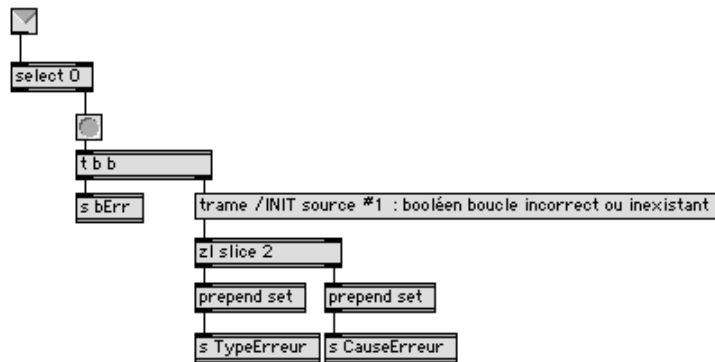 select 0
t b b
s bErr
trame /INIT source #1 : booléen boucle incorrect ou inexistant
zl slice 2
prepend set
prepend set
s TypeErreur
s CauseErreur